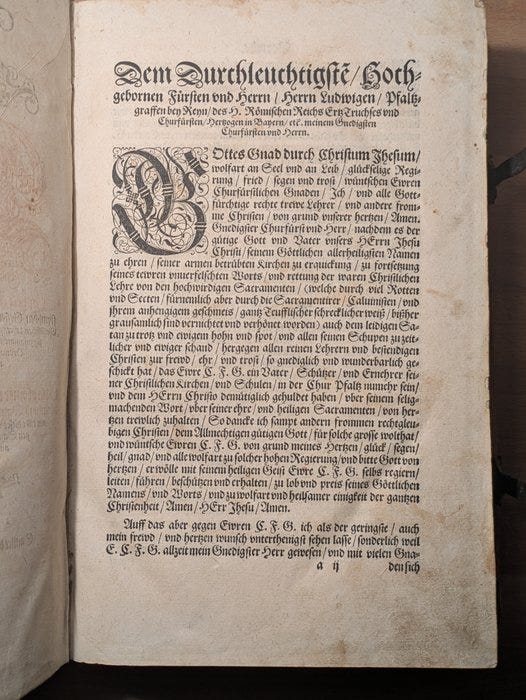 Dem Durchleuchtigstẽ / Hoch-
gebornen Fürsten vnd Herrn / Herrn Ludwigen / Pfaltz-
graffen bey Reyn / des H. Römischen Reichs Ertz Truchses vnd
Churfürsten / Hertzogen in Bayern / etc. meinem Gnedigsten
Churfürsten vnd Herrn.
GOttes Gnad durch Christum Jhesum /
wolfart an Seel vnd an Leib / glückselige Regi-
rung / fried / segen vnd trost / wüntschen Ewren
Churfürstlichen Gnaden / Ich / vnd alle Gott-
fürchtige rechte trewe Lehrer / vnd andere from-
me Christen / von grund vnserer hertzen / Amen.
Gnedigster Churfürst vnd Herr / nachdem es der
gütige Gott vnd Vater vnsers HErrn Jhesu
Christi / seinem Göttlichen allerheiligsten Namen
zu ehren / seiner armen betrübten Kirchen zu erquickung / zu fortsetzung
seines tewren vnuerfelschten Worts / vnd rettung der waren Christlichen
Lehre von den hochwirdigen Sacramenten / (welche durch viel Rotten
vnd Secten / fürnemlich aber durch die Sacramentirer / Caluinisten / vnd
jhrem anhengigem geschmeis / gantz Teufflischer schrecklicher weiß / bißher
grausamlich sind vernichtet vnd verhönet worden) auch dem leidigen Sa-
tan zu trotz vnd ewigem hohn vnd spot / vnd allen seinen Schupen zu zeit-
licher vnd ewiger schand / hergegen allen reinen Lehrern vnd bestendigen
Christen zur frewd / ehr / vnd trost / so gnediglich vnd wunderbarlich ge-
schickt hat / das Ewre C. F. G. ein Vater / Schützer / vnd Ernehrer sei-
ner Christlichen Kirchen / vnd Schulen / in der Chur Pfaltz numehr sein /
vnd dem HErrn Christo demütiglich gehuldet haben / vber seinem selig-
machenden Wort / vber seiner ehre / vnd heiligen Sacramenten / von her-
tzen trewlich zuhalten / So dancke ich sampt andern frommen rechtgleu-
bigen Christen / dem Allmechtigen gütigen Gott / für solche grosse wolthat /
vnd wüntsche Ewren C. F. G. von grund meines Hertzen / glück / segen /
heil / gnad / vnd alle wolfart zu solcher hohen Regierung / vnd bitte Gott von
hertzen / er wölle mit seinem heiligen Geist Ewre C. F. G. selbs regiern /
leiten / führen / beschützen vnd erhalten / zu lob vnd preis seines Göttlichen
Namens / vnd Worts / vnd zu wolfart vnd heilsamer einigkeit der gantzen
Christenheit / Amen / HErr Jhesu / Amen.
Auff das aber gegen Ewren C. F. G. ich als der geringste / auch
mein frewd / vnd hertzen wunsch vnterthenigst sehen lasse / sonderlich weil
E. C. F. G. allzeit mein Gnedigster Herr gewesen / vnd mit vielen Gna-
a ij den sich